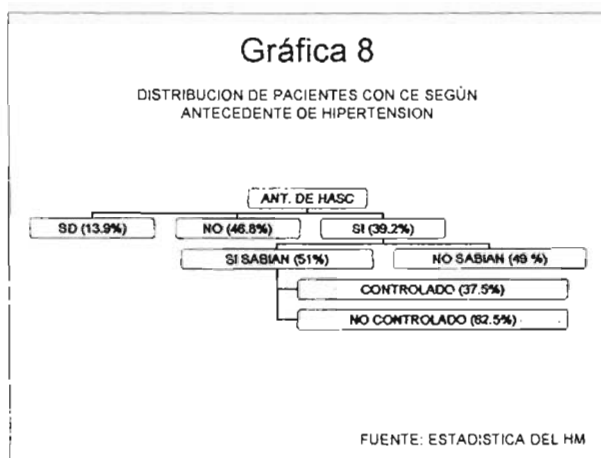 Gráfica 8
DISTRIBUCION DE PACIENTES CON CE SEGÚN
ANTECEDENTE DE HIPERTENSION
ANT. DE HASC
SD (13.9%) NO (46.8%) SI (39.2%)
SI SABIAN (51%) NO SABIAN (49 %)
CONTROLADO (37.5%)
NO CONTROLADO (62.5%)
FUENTE: ESTADISTICA DEL HM